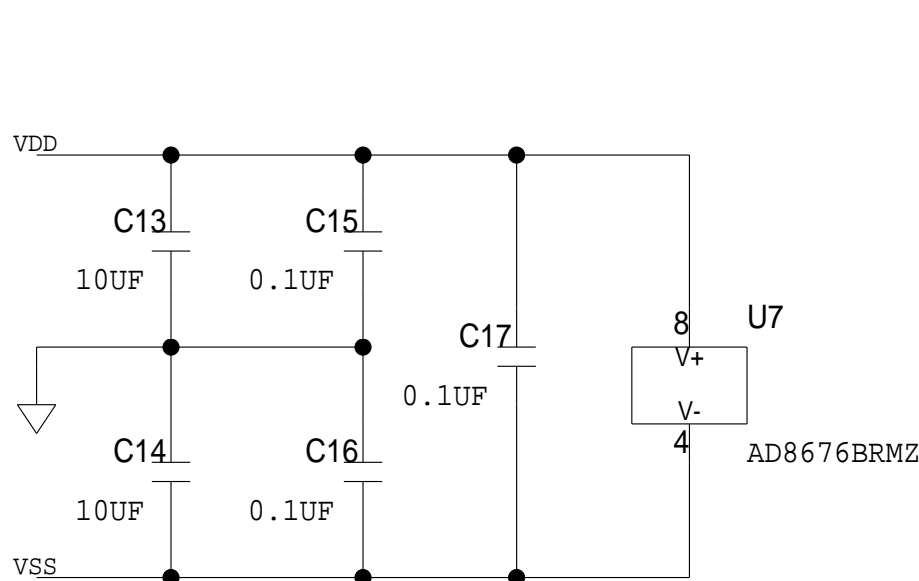 VDD
C13
10UF
C15
0.1UF
C17
0.1UF
8
V+
V-
4
U7
AD8676BRMZ
C14
10UF
C16
0.1UF
VSS